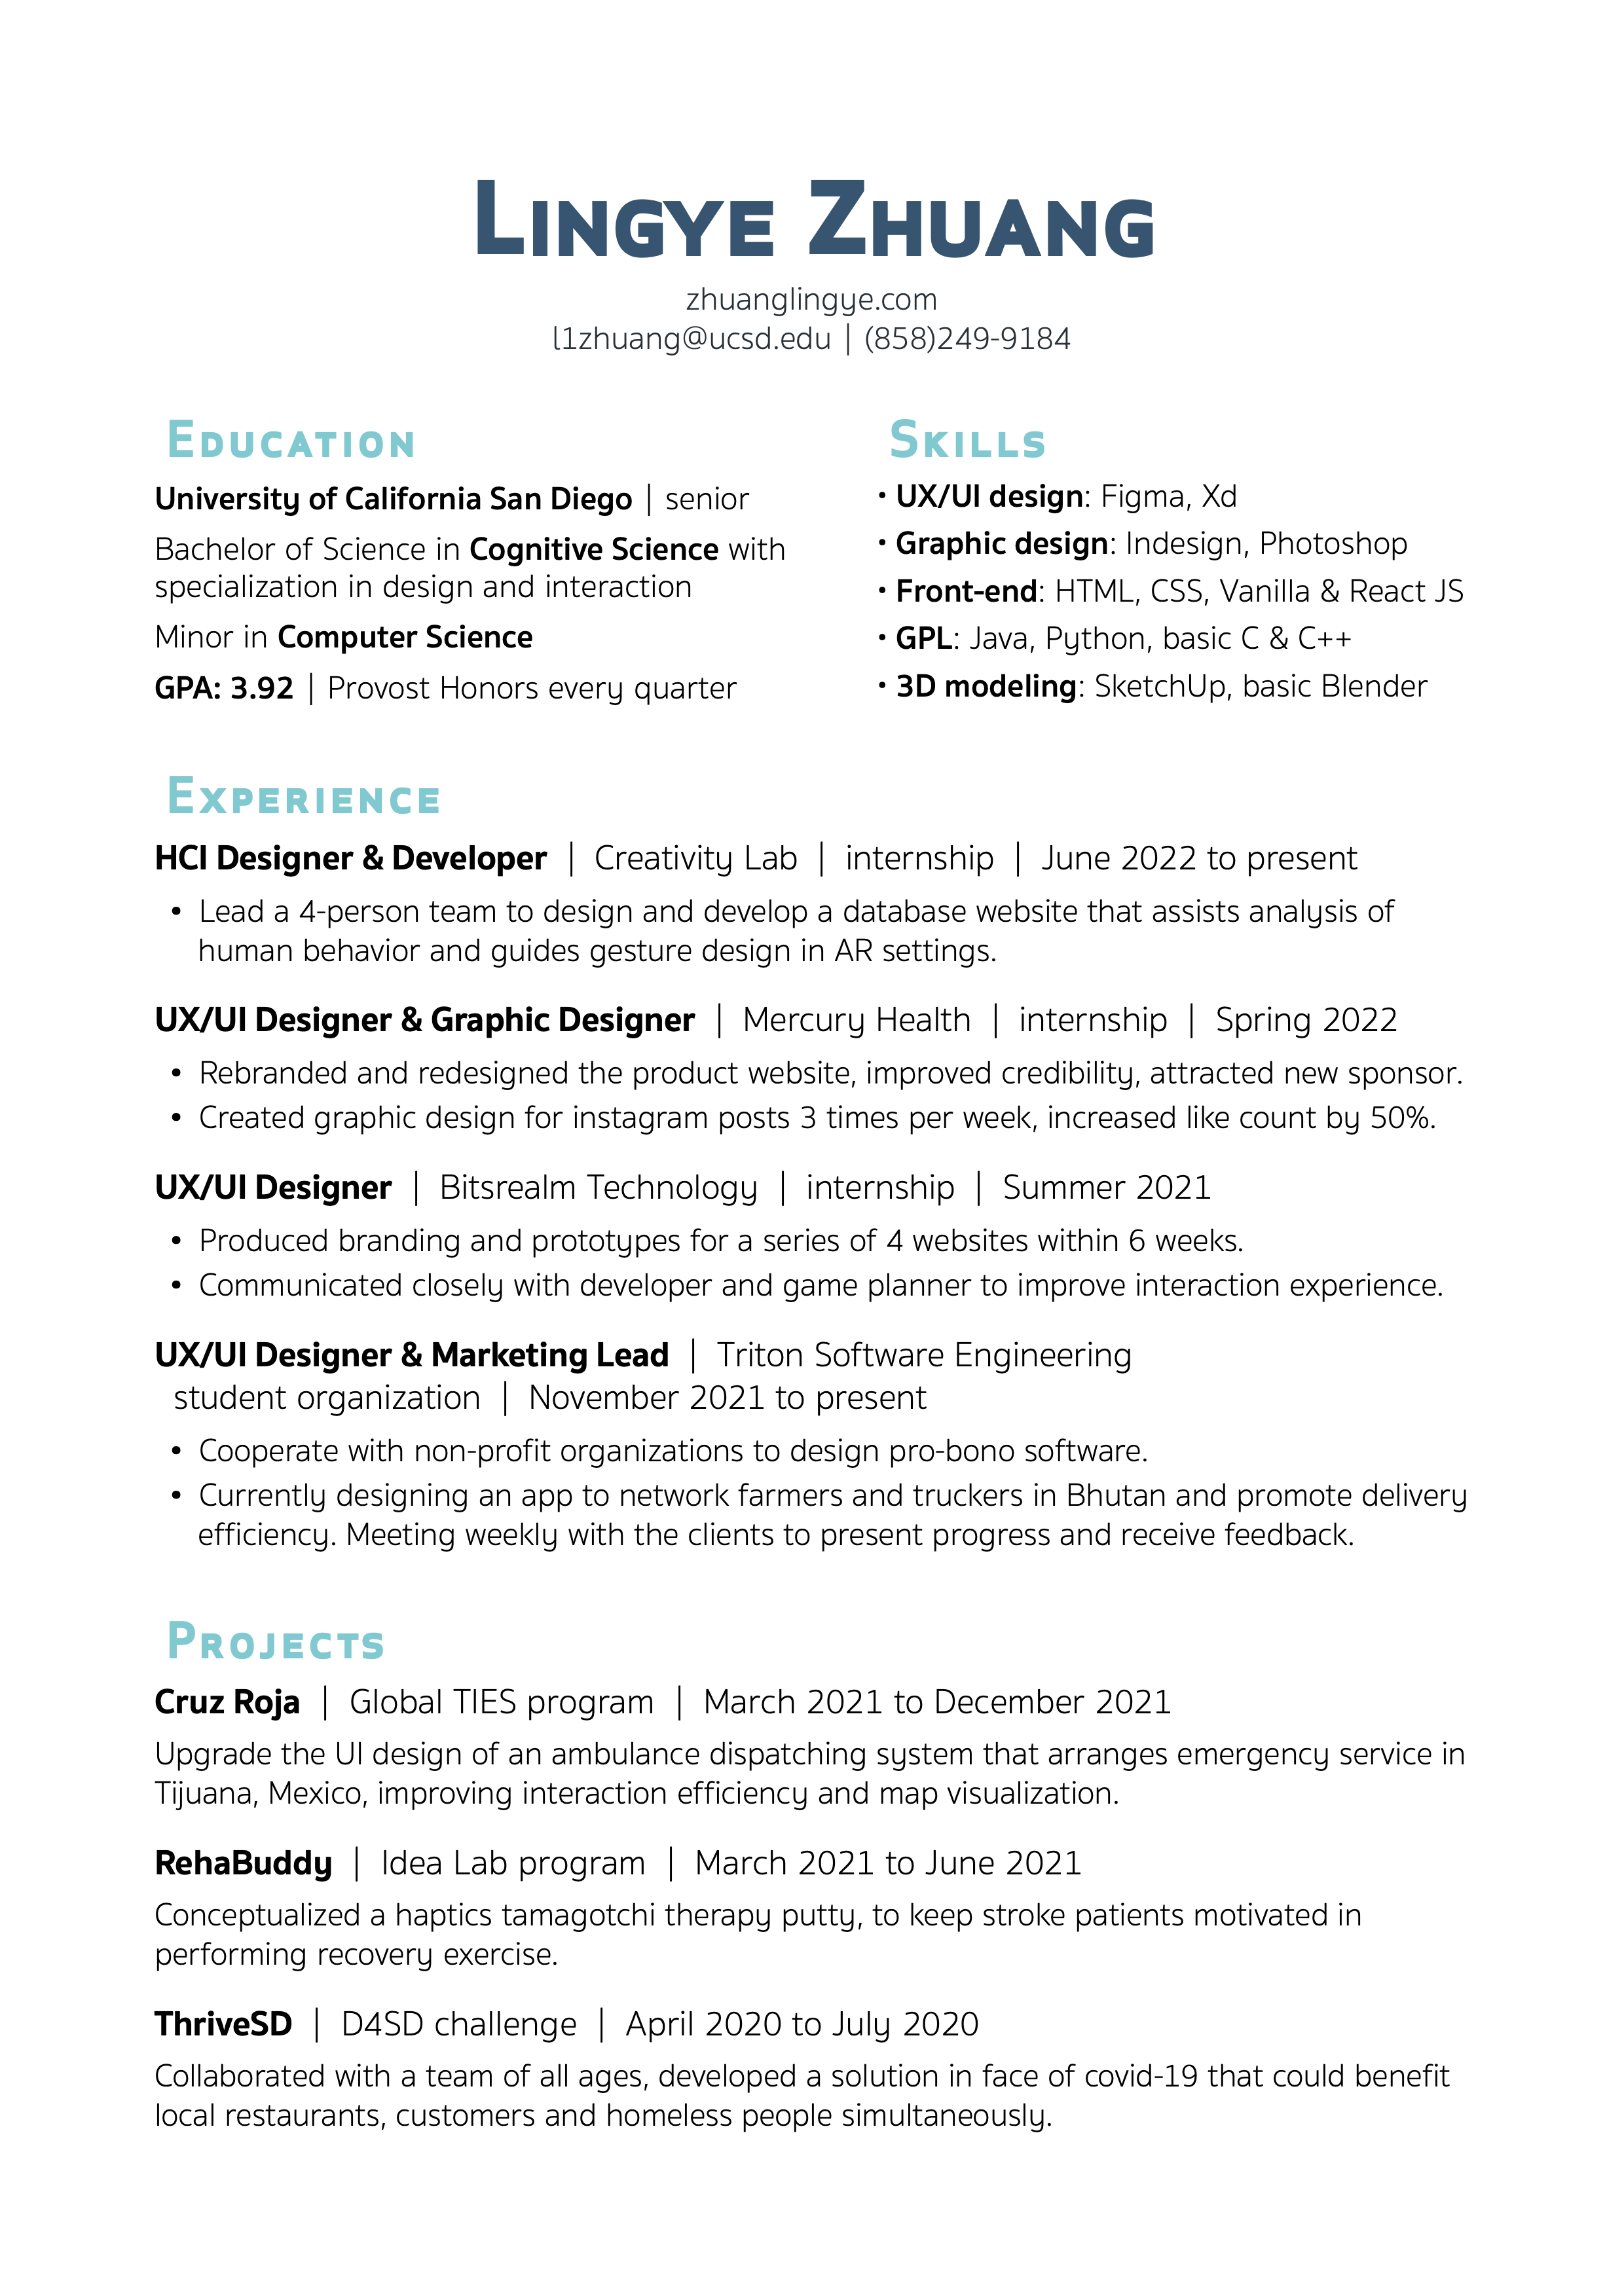 LINGYE ZHUANG
zhuanglingye.com
l1zhuang@ucsd.edu | (858)249-9184
EDUCATION
University of California San Diego | senior
Bachelor of Science in Cognitive Science with
specialization in design and interaction
Minor in Computer Science
GPA: 3.92 | Provost Honors every quarter
SKILLS
• UX/UI design: Figma, Xd
• Graphic design: Indesign, Photoshop
• Front-end: HTML, CSS, Vanilla & React JS
• GPL: Java, Python, basic C & C++
• 3D modeling: SketchUp, basic Blender
EXPERIENCE
HCI Designer & Developer | Creativity Lab | internship | June 2022 to present
• Lead a 4-person team to design and develop a database website that assists analysis of
human behavior and guides gesture design in AR settings.
UX/UI Designer & Graphic Designer | Mercury Health | internship | Spring 2022
• Rebranded and redesigned the product website, improved credibility, attracted new sponsor.
• Created graphic design for instagram posts 3 times per week, increased like count by 50%.
UX/UI Designer | Bitsrealm Technology | internship | Summer 2021
• Produced branding and prototypes for a series of 4 websites within 6 weeks.
• Communicated closely with developer and game planner to improve interaction experience.
UX/UI Designer & Marketing Lead | Triton Software Engineering
student organization | November 2021 to present
• Cooperate with non-profit organizations to design pro-bono software.
• Currently designing an app to network farmers and truckers in Bhutan and promote delivery
efficiency. Meeting weekly with the clients to present progress and receive feedback.
PROJECTS
Cruz Roja | Global TIES program | March 2021 to December 2021
Upgrade the UI design of an ambulance dispatching system that arranges emergency service in
Tijuana, Mexico, improving interaction efficiency and map visualization.
RehaBuddy | Idea Lab program | March 2021 to June 2021
Conceptualized a haptics tamagotchi therapy putty, to keep stroke patients motivated in
performing recovery exercise.
ThriveSD | D4SD challenge | April 2020 to July 2020
Collaborated with a team of all ages, developed a solution in face of covid-19 that could benefit
local restaurants, customers and homeless people simultaneously.